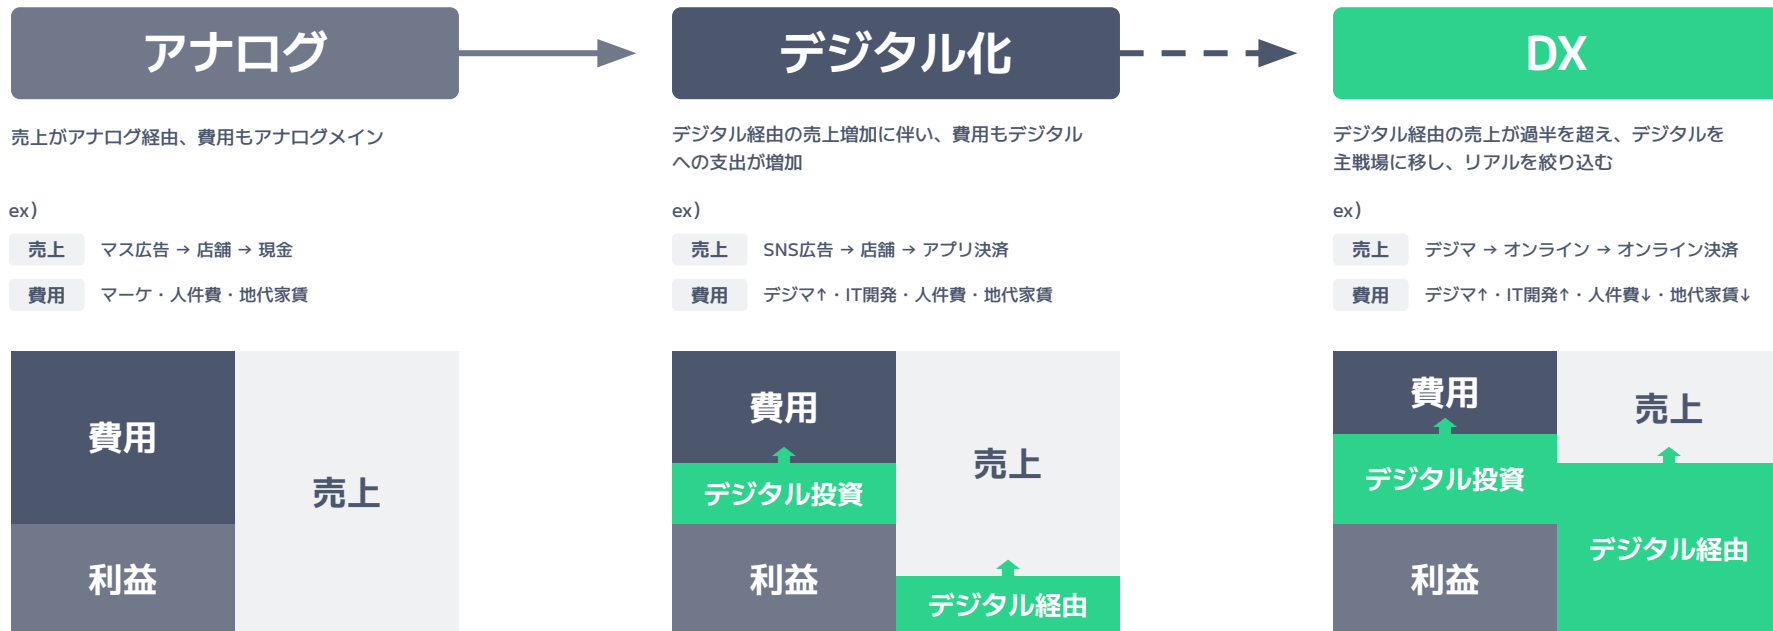 アナログ
売上がアナログ経由、費用もアナログメイン
ex）
売上 マス広告 → 店舗 → 現金
費用 マーケ・人件費・地代家賃
費用
売上
利益
デジタル化
デジタル経由の売上増加に伴い、費用もデジタル
への支出が増加
ex）
売上 SNS広告 → 店舗 → アプリ決済
費用 デジマ↑・IT開発・人件費・地代家賃
費用
売上
デジタル投資
利益
デジタル経由
DX
デジタル経由の売上が過半を超え、デジタルを
主戦場に移し、リアルを絞り込む
ex）
売上 デジマ → オンライン → オンライン決済
費用 デジマ↑・IT開発↑・人件費↓・地代家賃↓
費用
売上
デジタル投資
デジタル経由
利益